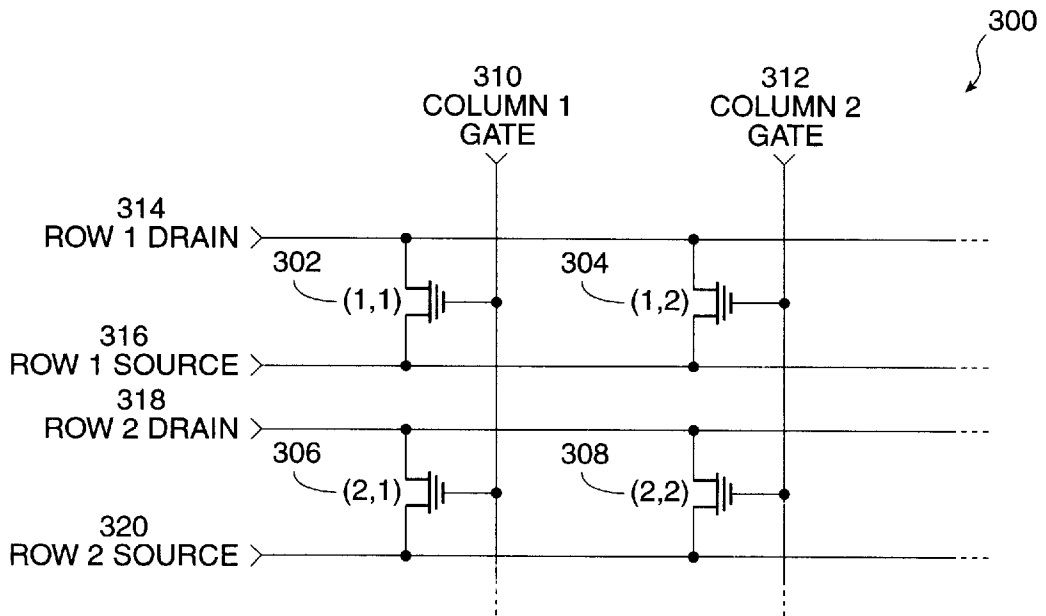 300
310
COLUMN 1
GATE
312
COLUMN 2
GATE
314
ROW 1 DRAIN
302
(1,1)
304
(1,2)
316
ROW 1 SOURCE
318
ROW 2 DRAIN
306
(2,1)
308
(2,2)
320
ROW 2 SOURCE